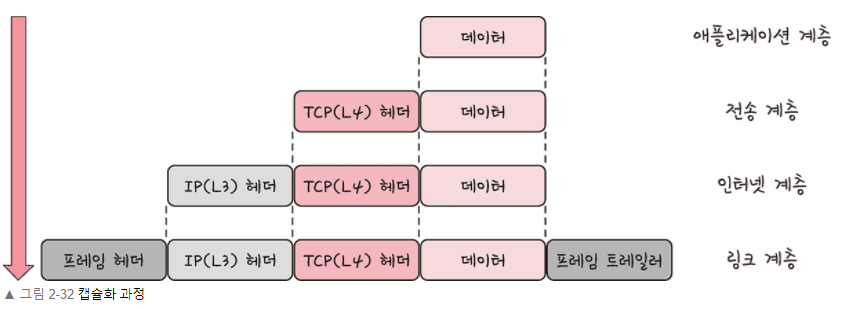 데이터 애플리케이션 계층
TCP(L4) 헤더 데이터 전송 계층
IP(L3) 헤더 TCP(L4) 헤더 데이터 인터넷 계층
프레임 헤더 IP(L3) 헤더 TCP(L4) 헤더 데이터 프레임 트레일러 링크 계층
▲ 그림 2-32 캡슐화 과정